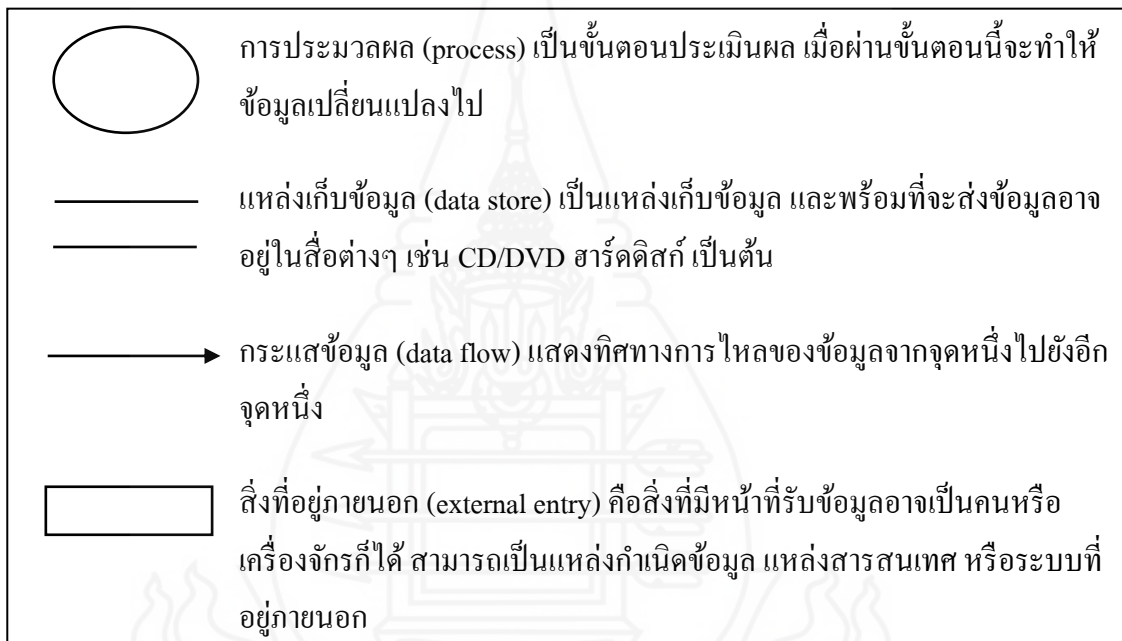 การประมวลผล (process) เป็นขั้นตอนประเมินผล เมื่อผ่านขั้นตอนนี้จะทำให้
ข้อมูลเปลี่ยนแปลงไป
แหล่งเก็บข้อมูล (data store) เป็นแหล่งเก็บข้อมูล และพร้อมที่จะส่งข้อมูลอาจ
อยู่ในสื่อต่างๆ เช่น CD/DVD ฮาร์ดดิสก์ เป็นต้น
กระแสข้อมูล (data flow) แสดงทิศทางการไหลของข้อมูลจากจุดหนึ่งไปยังอีก
จุดหนึ่ง
สิ่งที่อยู่ภายนอก (external entry) คือสิ่งที่มีหน้าที่รับข้อมูลอาจเป็นคนหรือ
เครื่องจักรก็ได้ สามารถเป็นแหล่งกำเนิดข้อมูล แหล่งสารสนเทศ หรือระบบที่
อยู่ภายนอก